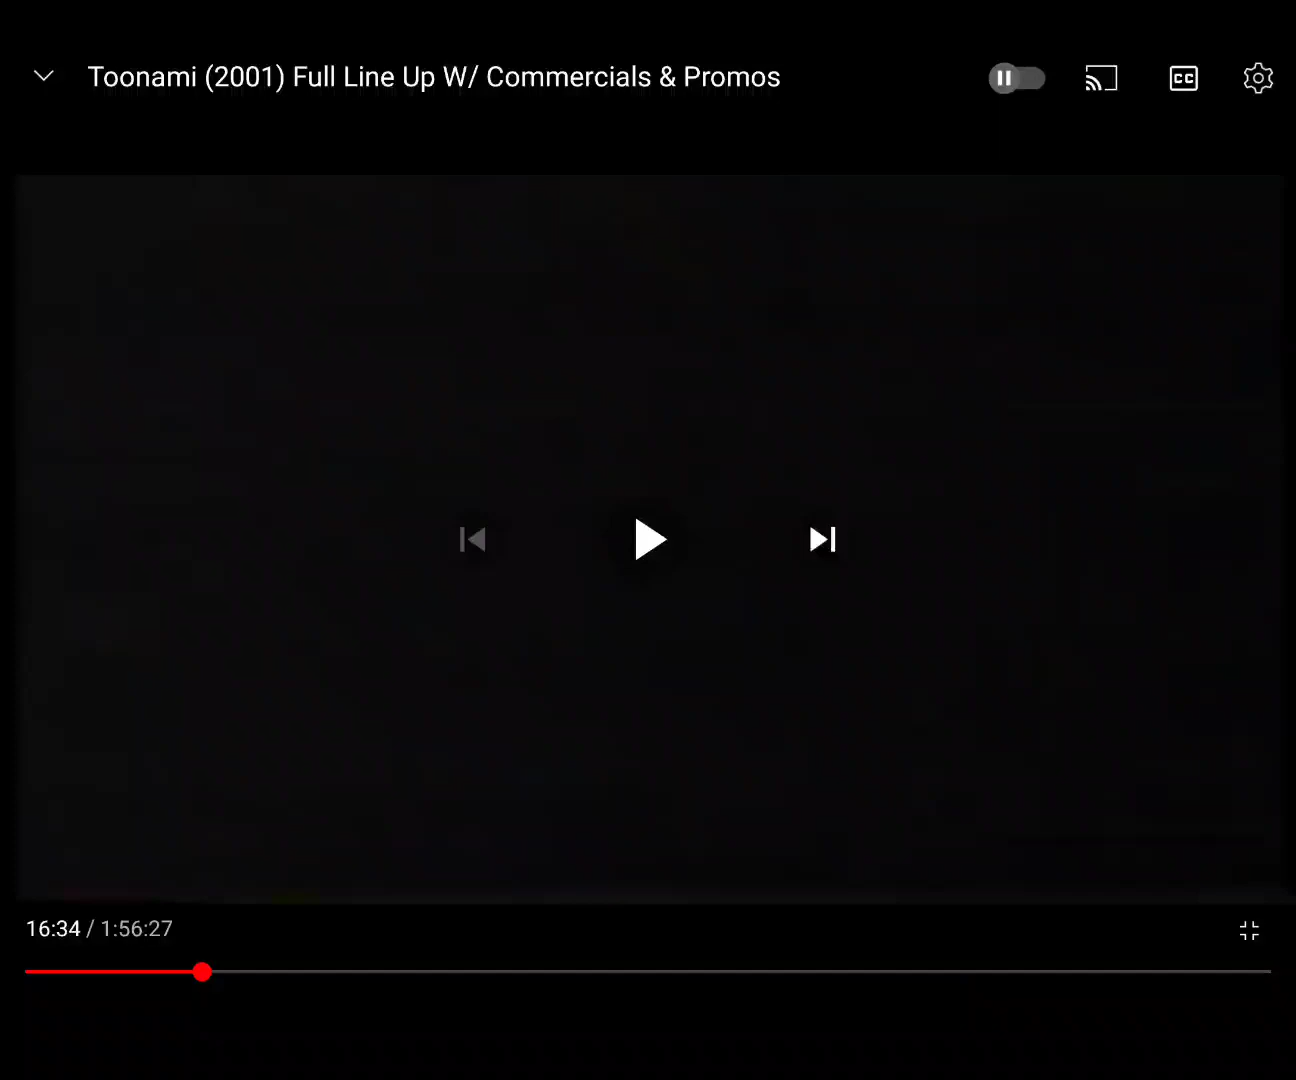 Toonami (2001) Full Line Up W/ Commercials & Promos
CC
16:34 / 1:56:27